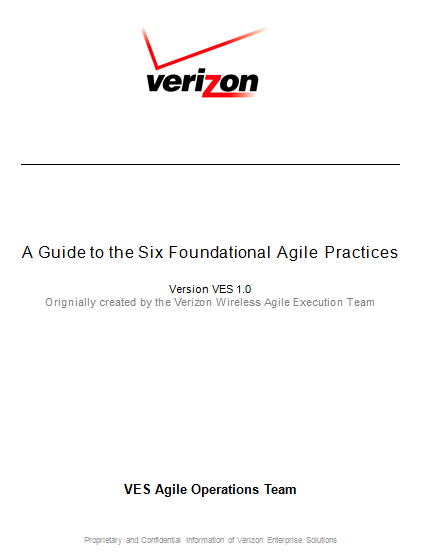 verizon
A Guide to the Six Foundational Agile Practices
Version VES 1.0
Orignially created by the Verizon Wireless Agile Execution Team
VES Agile Operations Team
Proprietary and Confidential Information of Verizon Enterprise Solutions